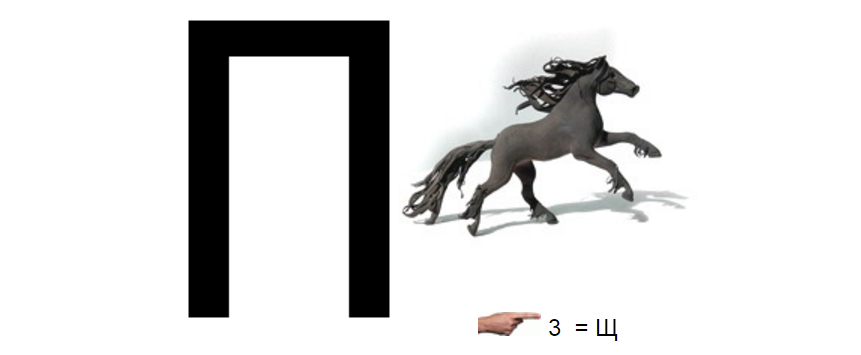 П
3 = Щ